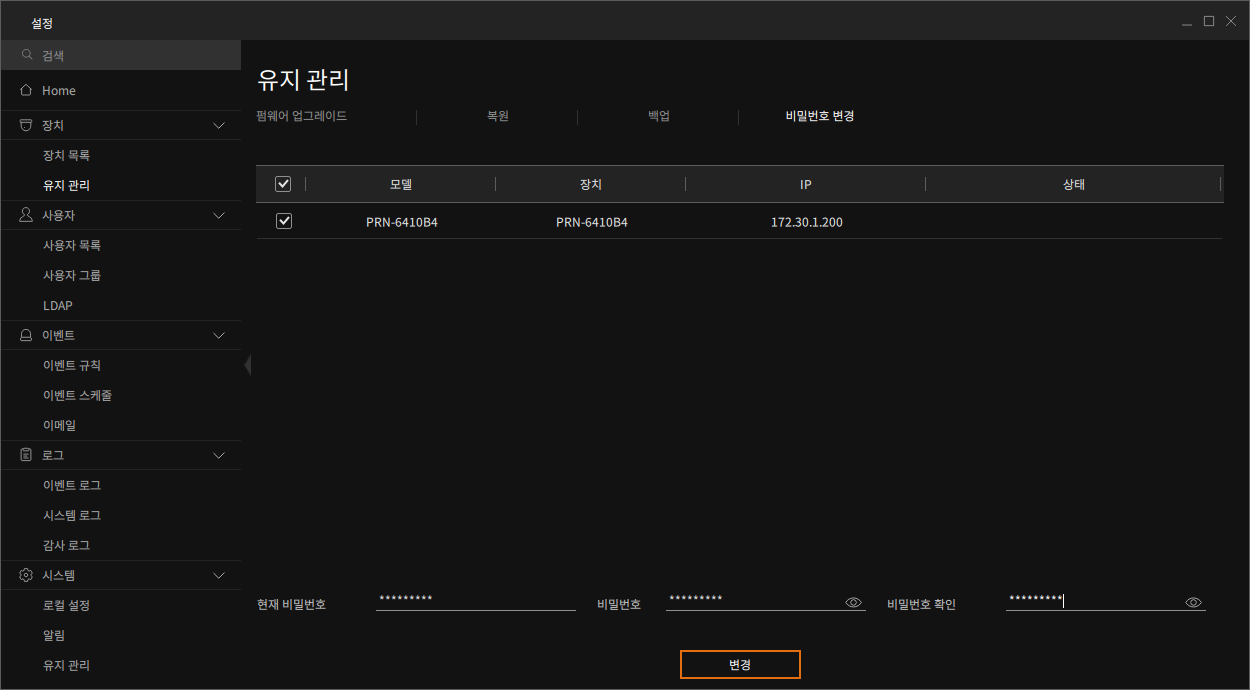 설정
검색
Home
장치
장치 목록
유지 관리
사용자
사용자 목록
사용자 그룹
LDAP
이벤트
이벤트 규칙
이벤트 스케줄
이메일
로그
이벤트 로그
시스템 로그
감사 로그
시스템
로컬 설정
알림
유지 관리
유지 관리
펌웨어 업그레이드 복원 백업 비밀번호 변경
모델 장치 IP 상태
PRN-6410B4 PRN-6410B4 172.30.1.200
현재 비밀번호 ********* 비밀번호 ********* 비밀번호 확인 *********
변경